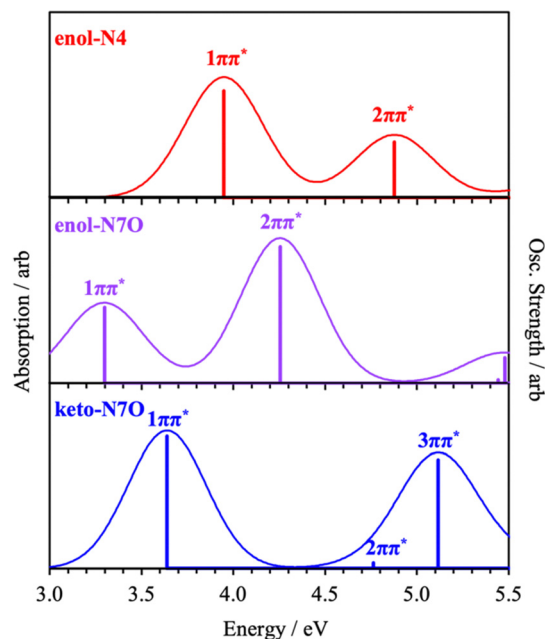 enol-N4
1ππ*
2ππ*
enol-N7O
1ππ*
2ππ*
keto-N7O
1ππ*
2ππ*
3ππ*
Absorption / arb
Osc. Strength / arb
3.0 3.5 4.0 4.5 5.0 5.5
Energy / eV